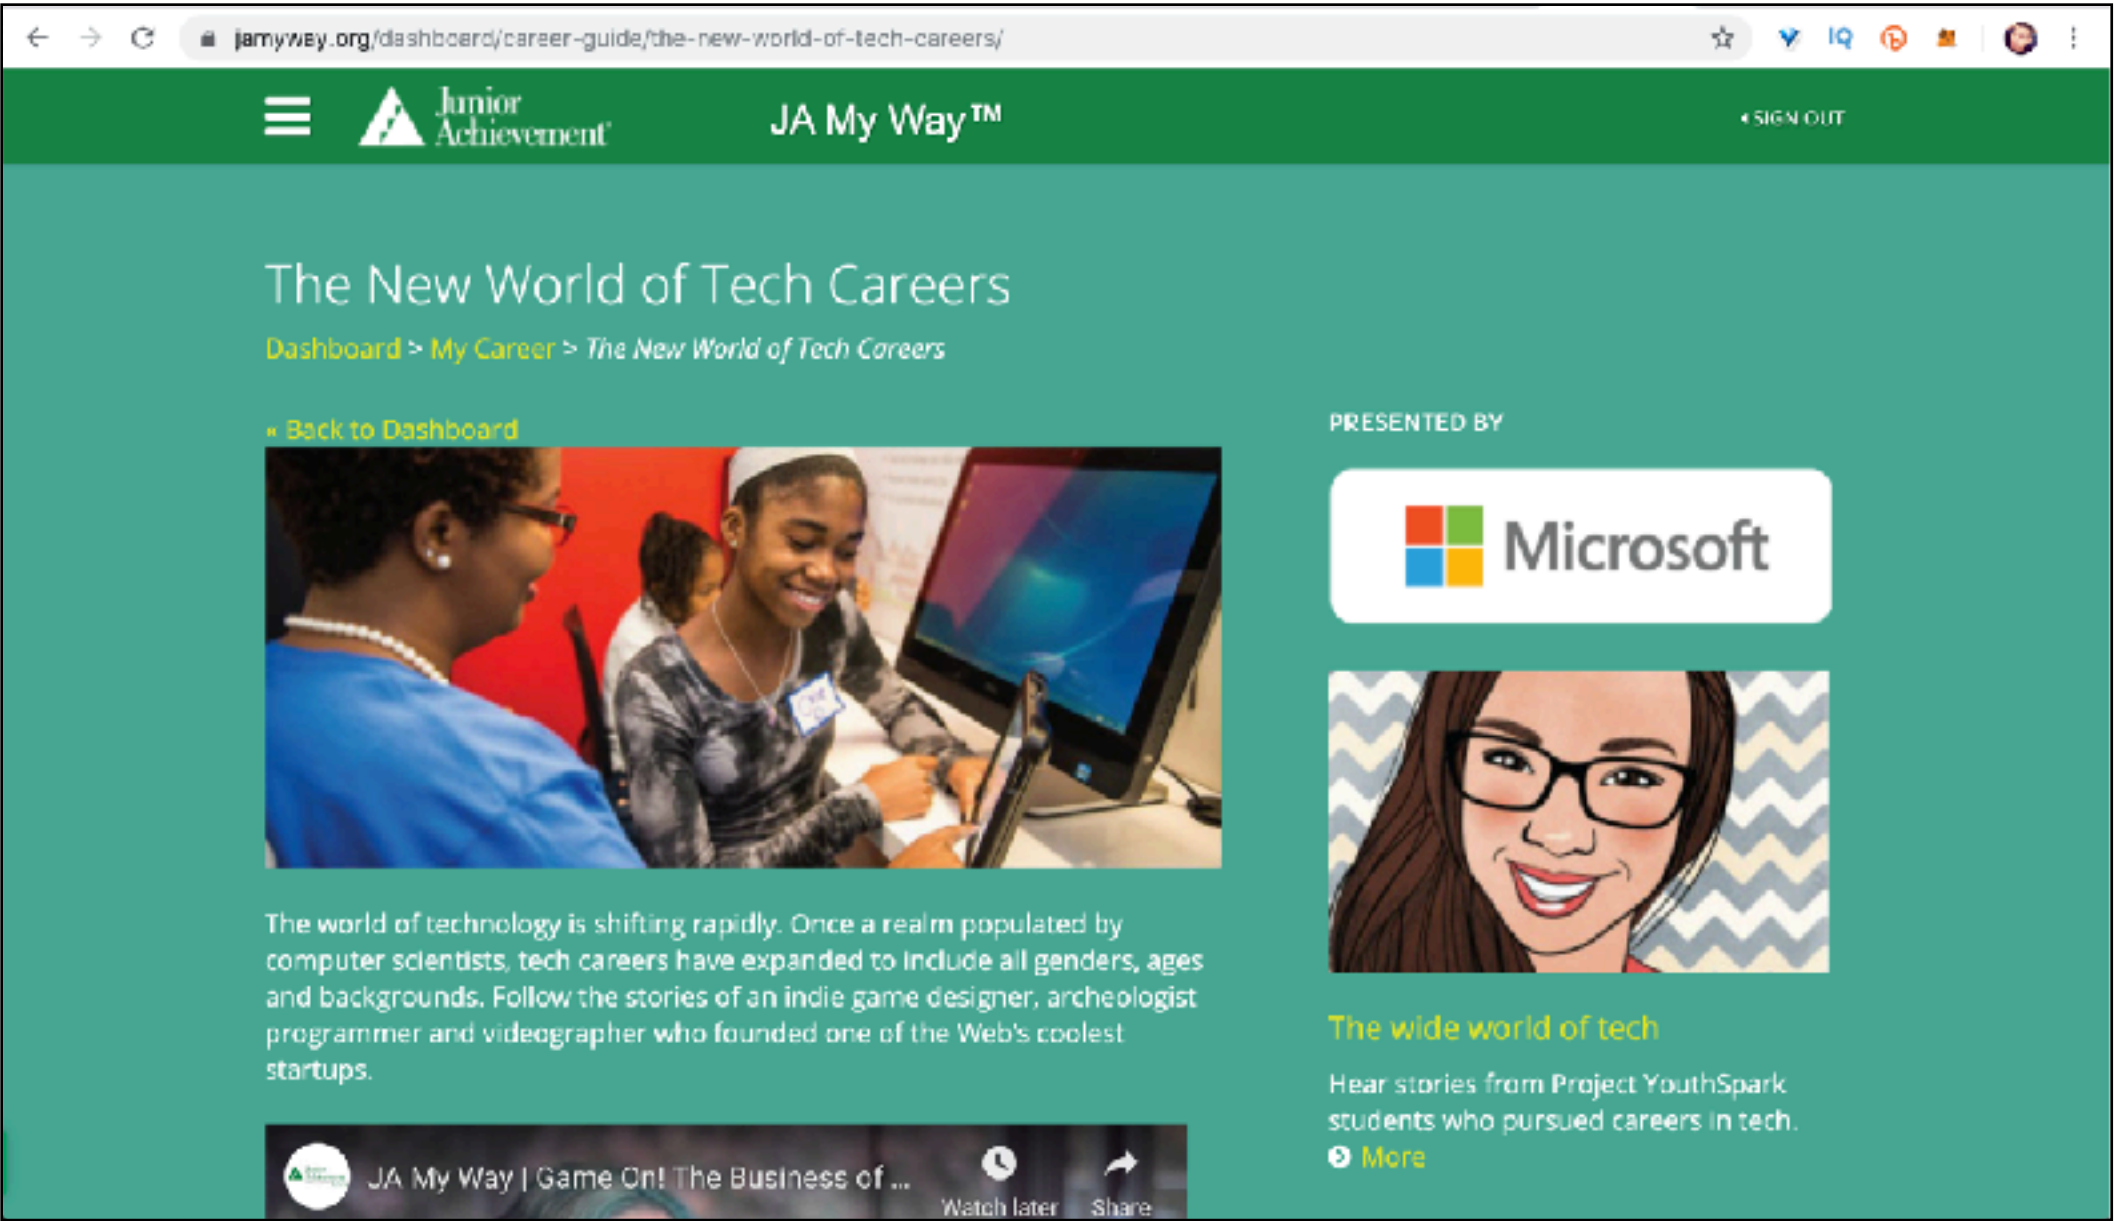 jamyway.org/dashboard/career-guide/the-new-world-of-tech-careers/
IQ
Junior
Achievement®
JA My Way™
SIGN OUT
The New World of Tech Careers
Dashboard > My Career > The New World of Tech Careers
« Back to Dashboard
PRESENTED BY
Microsoft
The world of technology is shifting rapidly. Once a realm populated by
computer scientists, tech careers have expanded to include all genders, ages
and backgrounds. Follow the stories of an indie game designer, archeologist
programmer and videographer who founded one of the Web's coolest
startups.
The wide world of tech
Hear stories from Project YouthSpark
students who pursued careers in tech.
More
JA My Way | Game On! The Business of ...
Watch later
Share